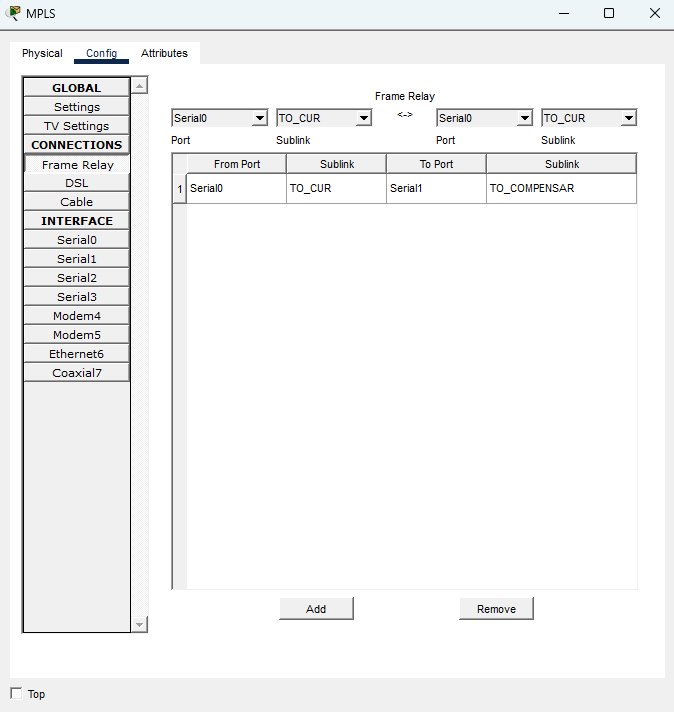 MPLS
Physical Config Attributes
GLOBAL
Settings
TV Settings
CONNECTIONS
Frame Relay
DSL
Cable
INTERFACE
Serial0
Serial1
Serial2
Serial3
Modem4
Modem5
Ethernet6
Coaxial7
Frame Relay
Serial0 TO_CUR <-> Serial0 TO_CUR
Port Sublink Port Sublink
From Port Sublink To Port Sublink
1 Serial0 TO_CUR Serial1 TO_COMPENSAR
Add Remove
Top